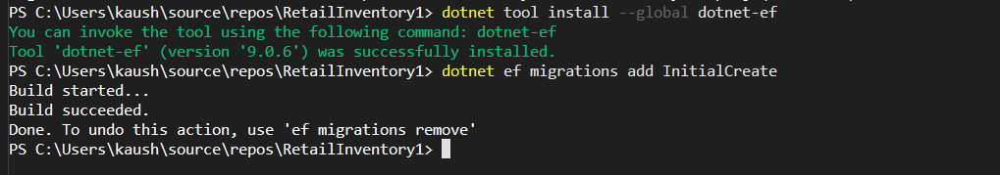 PS C:\Users\kaush\source\repos\RetailInventory1> dotnet tool install --global dotnet-ef
You can invoke the tool using the following command: dotnet-ef
Tool 'dotnet-ef' (version '9.0.6') was successfully installed.
PS C:\Users\kaush\source\repos\RetailInventory1> dotnet ef migrations add InitialCreate
Build started...
Build succeeded.
Done. To undo this action, use 'ef migrations remove'
PS C:\Users\kaush\source\repos\RetailInventory1>